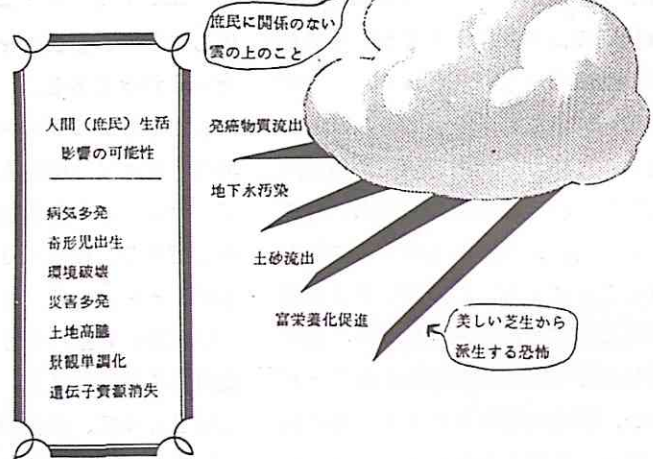 庶民に関係のない
雲の上のこと
人間（庶民）生活
影響の可能性
病気多発
奇形児出生
環境破壊
災害多発
土地高騰
景観単調化
遺伝子資源消失
発癌物質流出
地下水汚染
土砂流出
富栄養化促進
美しい芝生から
派生する恐怖